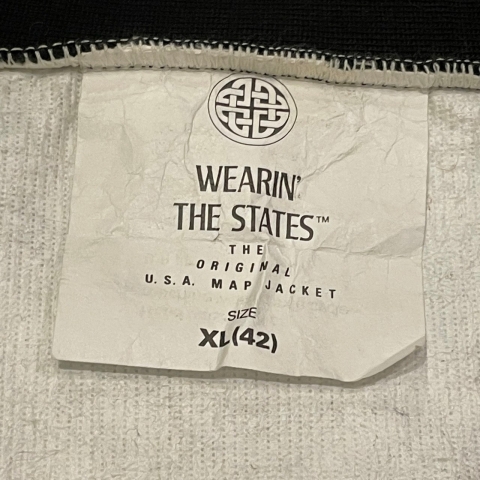 WEARIN'
THE STATES™
THE
ORIGINAL
U.S.A. MAP JACKET
SIZE
XL(42)